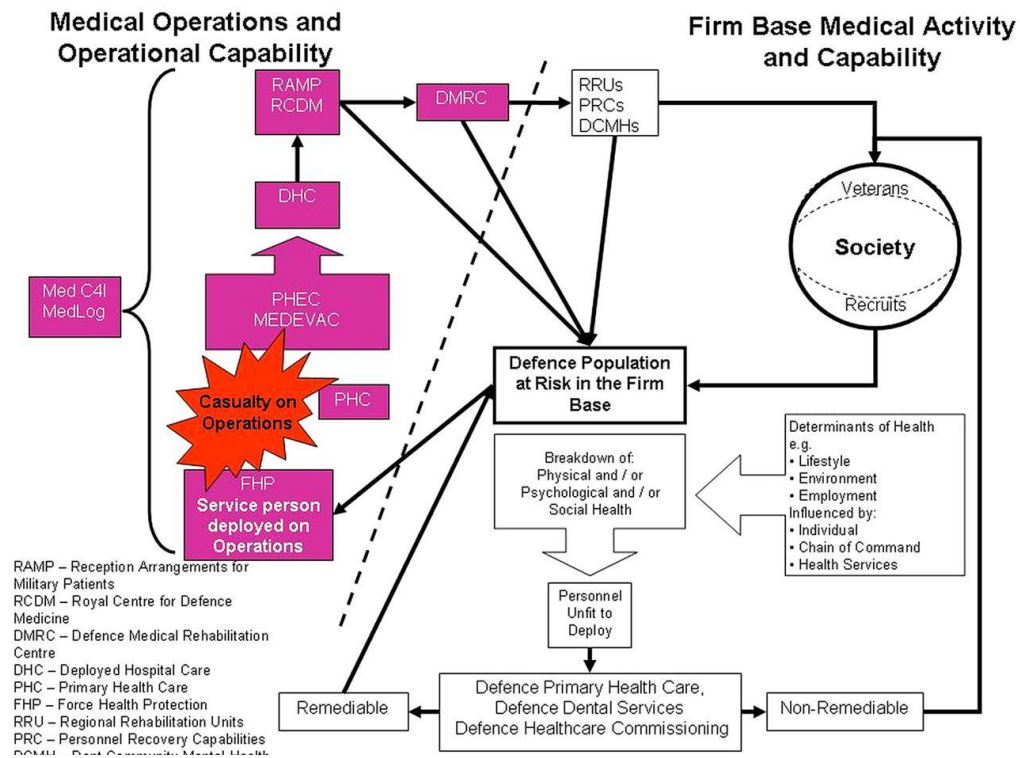 Medical Operations and
Operational Capability
Firm Base Medical Activity
and Capability
RAMP
RCDM
DMRC
RRUs
PRCs
DCMHs
DHC
Veterans
Society
Recruits
Med C4I
MedLog
PHEC
MEDEVAC
Casualty on
Operations
PHC
Defence Population
at Risk in the Firm
Base
FHP
Service person
deployed on
Operations
Breakdown of:
Physical and / or
Psychological and / or
Social Health
Determinants of Health
e.g.
▪ Lifestyle
▪ Environment
▪ Employment
Influenced by:
▪ Individual
▪ Chain of Command
▪ Health Services
Personnel
Unfit to
Deploy
Remediable
Defence Primary Health Care,
Defence Dental Services
Defence Healthcare Commissioning
Non-Remediable
RAMP – Reception Arrangements for
Military Patients
RCDM – Royal Centre for Defence
Medicine
DMRC – Defence Medical Rehabilitation
Centre
DHC – Deployed Hospital Care
PHC – Primary Health Care
FHP – Force Health Protection
RRU – Regional Rehabilitation Units
PRC – Personnel Recovery Capabilities
DCMH – Dept Community Mental Health